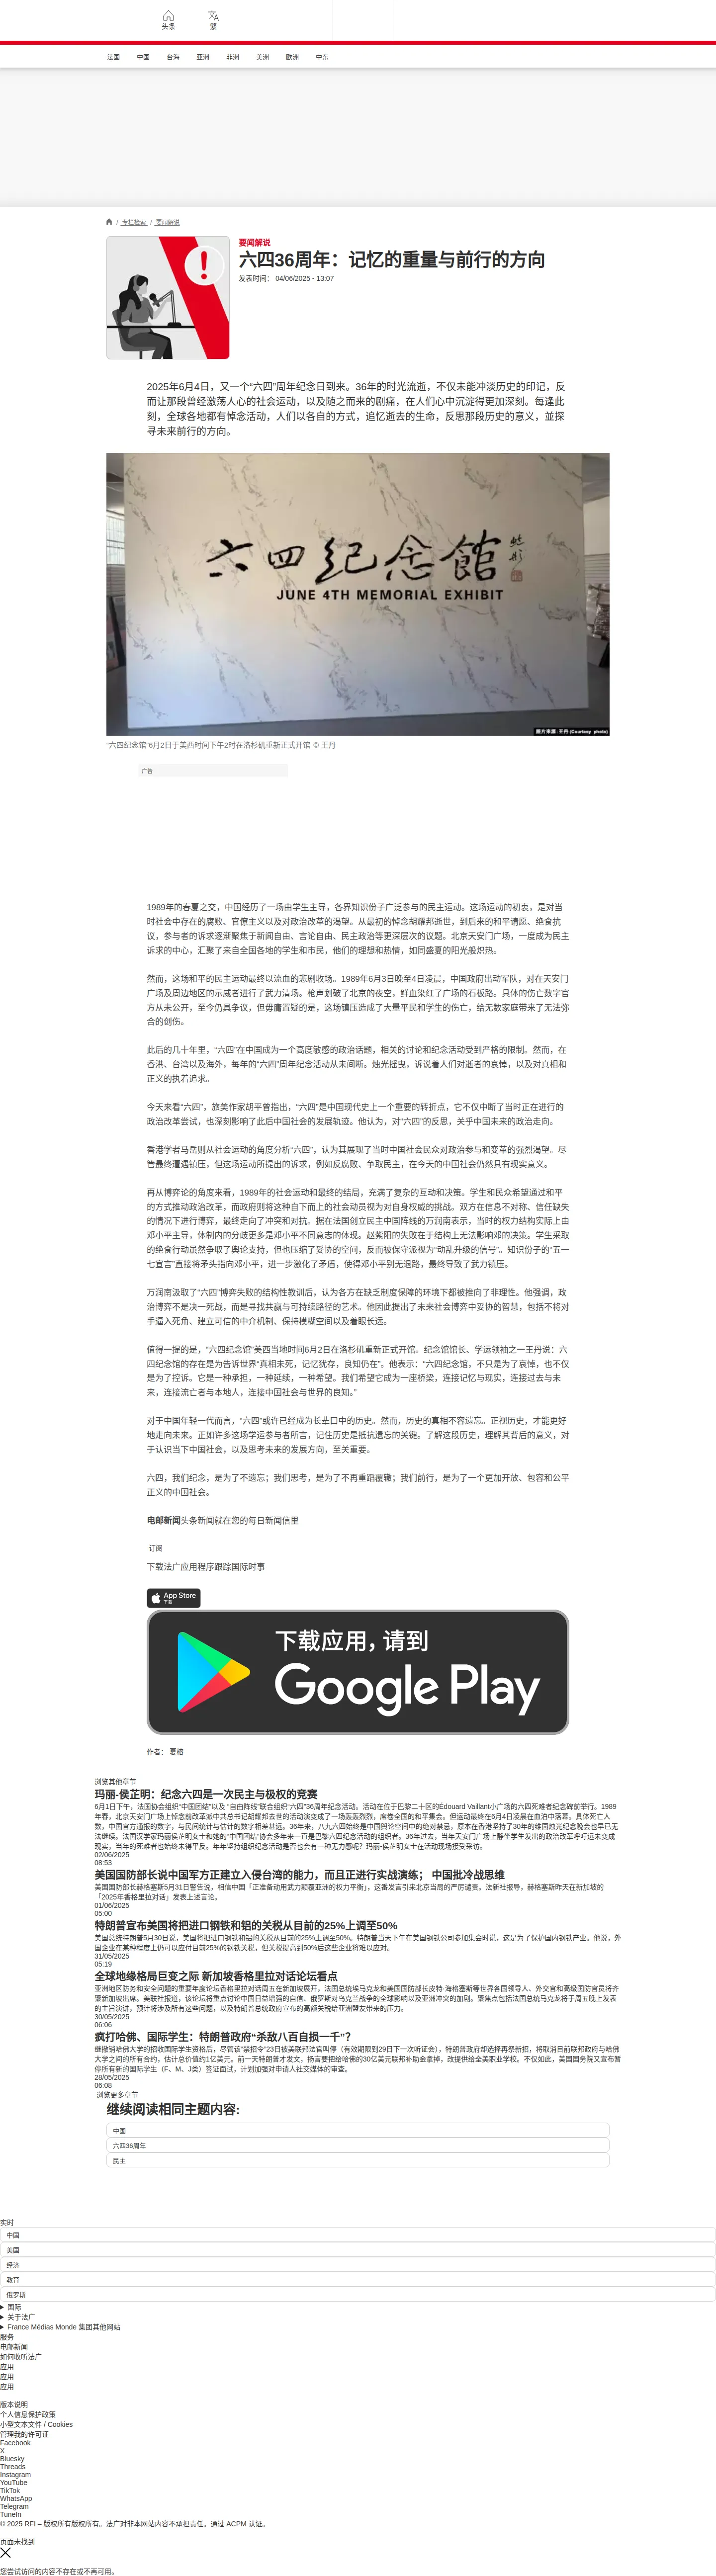 头条
繁
法国
中国
台海
亚洲
非洲
美洲
欧洲
中东
/ 专栏检索 / 要闻解说
要闻解说
六四36周年：记忆的重量与前行的方向
发表时间： 04/06/2025 - 13:07
2025年6月4日，又一个“六四”周年纪念日到来。36年的时光流逝，不仅未能冲淡历史的印记，反
而让那段曾经激荡人心的社会运动，以及随之而来的剧痛，在人们心中沉淀得更加深刻。每逢此
刻，全球各地都有悼念活动，人们以各自的方式，追忆逝去的生命，反思那段历史的意义，並探
寻未来前行的方向。
六四纪念馆
JUNE 4TH MEMORIAL EXHIBIT
圖片來源 : 王丹 (Courtesy photo)
“六四纪念馆”6月2日于美西时间下午2时在洛杉矶重新正式开馆 © 王丹
广告
1989年的春夏之交，中国经历了一场由学生主导，各界知识份子广泛参与的民主运动。这场运动的初衷，是对当
时社会中存在的腐败、官僚主义以及对政治改革的渴望。从最初的悼念胡耀邦逝世，到后来的和平请愿、绝食抗
议，参与者的诉求逐渐聚焦于新闻自由、言论自由、民主政治等更深层次的议题。北京天安门广场，一度成为民主
诉求的中心，汇聚了来自全国各地的学生和市民，他们的理想和热情，如同盛夏的阳光般炽热。
然而，这场和平的民主运动最终以流血的悲剧收场。1989年6月3日晚至4日凌晨，中国政府出动军队，对在天安门
广场及周边地区的示威者进行了武力清场。枪声划破了北京的夜空，鲜血染红了广场的石板路。具体的伤亡数字官
方从未公开，至今仍具争议，但毋庸置疑的是，这场镇压造成了大量平民和学生的伤亡，给无数家庭带来了无法弥
合的创伤。
此后的几十年里，“六四”在中国成为一个高度敏感的政治话题，相关的讨论和纪念活动受到严格的限制。然而，在
香港、台湾以及海外，每年的“六四”周年纪念活动从未间断。烛光摇曳，诉说着人们对逝者的哀悼，以及对真相和
正义的执着追求。
今天来看“六四”，旅美作家胡平曾指出，“六四”是中国现代史上一个重要的转折点，它不仅中断了当时正在进行的
政治改革尝试，也深刻影响了此后中国社会的发展轨迹。他认为，对“六四”的反思，关乎中国未来的政治走向。
香港学者马岳则从社会运动的角度分析“六四”，认为其展现了当时中国社会民众对政治参与和变革的强烈渴望。尽
管最终遭遇镇压，但这场运动所提出的诉求，例如反腐败、争取民主，在今天的中国社会仍然具有现实意义。
再从博弈论的角度来看，1989年的社会运动和最终的结局，充满了复杂的互动和决策。学生和民众希望通过和平
的方式推动政治改革，而政府则将这种自下而上的社会动员视为对自身权威的挑战。双方在信息不对称、信任缺失
的情况下进行博弈，最终走向了冲突和对抗。据在法国创立民主中国阵线的万润南表示，当时的权力结构实际上由
邓小平主导，体制内的分歧更多是邓小平不同意志的体现。赵紫阳的失败在于结构上无法影响邓的决策。学生采取
的绝食行动虽然争取了舆论支持，但也压缩了妥协的空间，反而被保守派视为“动乱升级的信号”。知识份子的“五一
七宣言”直接将矛头指向邓小平，进一步激化了矛盾，使得邓小平别无退路，最终导致了武力镇压。
万润南汲取了“六四”博弈失败的结构性教训后，认为各方在缺乏制度保障的环境下都被推向了非理性。他强调，政
治博弈不是决一死战，而是寻找共赢与可持续路径的艺术。他因此提出了未来社会博弈中妥协的智慧，包括不将对
手逼入死角、建立可信的中介机制、保持模糊空间以及着眼长远。
值得一提的是，“六四纪念馆”美西当地时间6月2日在洛杉矶重新正式开馆。纪念馆馆长、学运领袖之一王丹说：六
四纪念馆的存在是为告诉世界“真相未死，记忆犹存，良知仍在”。他表示：“六四纪念馆，不只是为了哀悼，也不仅
是为了控诉。它是一种承担，一种延续，一种希望。我们希望它成为一座桥梁，连接记忆与现实，连接过去与未
来，连接流亡者与本地人，连接中国社会与世界的良知。”
对于中国年轻一代而言，“六四”或许已经成为长辈口中的历史。然而，历史的真相不容遗忘。正视历史，才能更好
地走向未来。正如许多这场学运参与者所言，记住历史是抵抗遗忘的关键。了解这段历史，理解其背后的意义，对
于认识当下中国社会，以及思考未来的发展方向，至关重要。
六四，我们纪念，是为了不遗忘；我们思考，是为了不再重蹈覆辙；我们前行，是为了一个更加开放、包容和公平
正义的中国社会。
电邮新闻头条新闻就在您的每日新闻信里
订阅
下载法广应用程序跟踪国际时事
App Store
下载
下载应用，请到
Google Play
作者： 夏榕
浏览其他章节
玛丽-侯芷明：纪念六四是一次民主与极权的竞赛
6月1日下午，法国协会组织“中国团结”以及 “自由阵线”联合组织“六四”36周年纪念活动。活动在位于巴黎二十区的Édouard Vaillant小广场的六四死难者纪念碑前举行。1989
年春，北京天安门广场上悼念前改革派中共总书记胡耀邦去世的活动演变成了一场轰轰烈烈，席卷全国的和平集会。但运动最终在6月4日凌晨在血泊中落幕。具体死亡人
数，中国官方通报的数字，与民间统计与估计的数字相差甚远。36年来，八九六四始终是中国舆论空间中的绝对禁忌，原本在香港坚持了30年的维园烛光纪念晚会也早已无
法继续。法国汉学家玛丽侯芷明女士和她的“中国团结”协会多年来一直是巴黎六四纪念活动的组织者。36年过去，当年天安门广场上静坐学生发出的政治改革呼吁远未变成
现实，当年的死难者也始终未得平反。年年坚持组织纪念活动是否也会有一种无力感呢？玛丽-侯芷明女士在活动现场接受采访。
02/06/2025
08:53
美国国防部长说中国军方正建立入侵台湾的能力，而且正进行实战演练； 中国批冷战思维
美国国防部长赫格塞斯5月31日警告说，相信中国「正准备动用武力颠覆亚洲的权力平衡」，这番发言引来北京当局的严厉谴责。法新社报导，赫格塞斯昨天在新加坡的
「2025年香格里拉对话」发表上述言论。
01/06/2025
05:00
特朗普宣布美国将把进口钢铁和铝的关税从目前的25%上调至50%
美国总统特朗普5月30日说，美国将把进口钢铁和铝的关税从目前的25%上调至50%。特朗普当天下午在美国钢铁公司参加集会时说，这是为了保护国内钢铁产业。他说，外
国企业在某种程度上仍可以应付目前25%的钢铁关税，但关税提高到50%后这些企业将难以应对。
31/05/2025
05:19
全球地缘格局巨变之际 新加坡香格里拉对话论坛看点
亚洲地区防务和安全问题的重要年度论坛香格里拉对话周五在新加坡展开，法国总统埃马克龙和美国国防部长皮特·海格塞斯等世界各国领导人、外交官和高级国防官员将齐
聚新加坡出席。美联社报道，该论坛将重点讨论中国日益增强的自信、俄罗斯对乌克兰战争的全球影响以及亚洲冲突的加剧。聚焦点包括法国总统马克龙将于周五晚上发表
的主旨演讲，预计将涉及所有这些问题，以及特朗普总统政府宣布的高额关税给亚洲盟友带来的压力。
30/05/2025
06:06
疯打哈佛、国际学生：特朗普政府“杀敌八百自损一千”？
继撤销哈佛大学的招收国际学生资格后，尽管该”禁招令”23日被美联邦法官叫停（有效期限到29日下一次听证会），特朗普政府却选择再祭新招，将取消目前联邦政府与哈佛
大学之间的所有合约，估计总价值约1亿美元。前一天特朗普才发文，扬言要把给哈佛的30亿美元联邦补助金拿掉，改提供给全美职业学校。不仅如此，美国国务院又宣布暂
停所有新的国际学生（F、M、J类）签证面试，计划加强对申请人社交媒体的审查。
28/05/2025
06:08
浏览更多章节
继续阅读相同主题内容:
中国
六四36周年
民主
实时
中国
美国
经济
教育
俄罗斯
国际
关于法广
France Médias Monde 集团其他网站
服务
电邮新闻
如何收听法广
应用
应用
应用
版本说明
个人信息保护政策
小型文本文件 / Cookies
管理我的许可证
Facebook
X
Bluesky
Threads
Instagram
YouTube
TikTok
WhatsApp
Telegram
TuneIn
© 2025 RFI – 版权所有版权所有。法广对非本网站内容不承担责任。通过 ACPM 认证。
页面未找到
您尝试访问的内容不存在或不再可用。